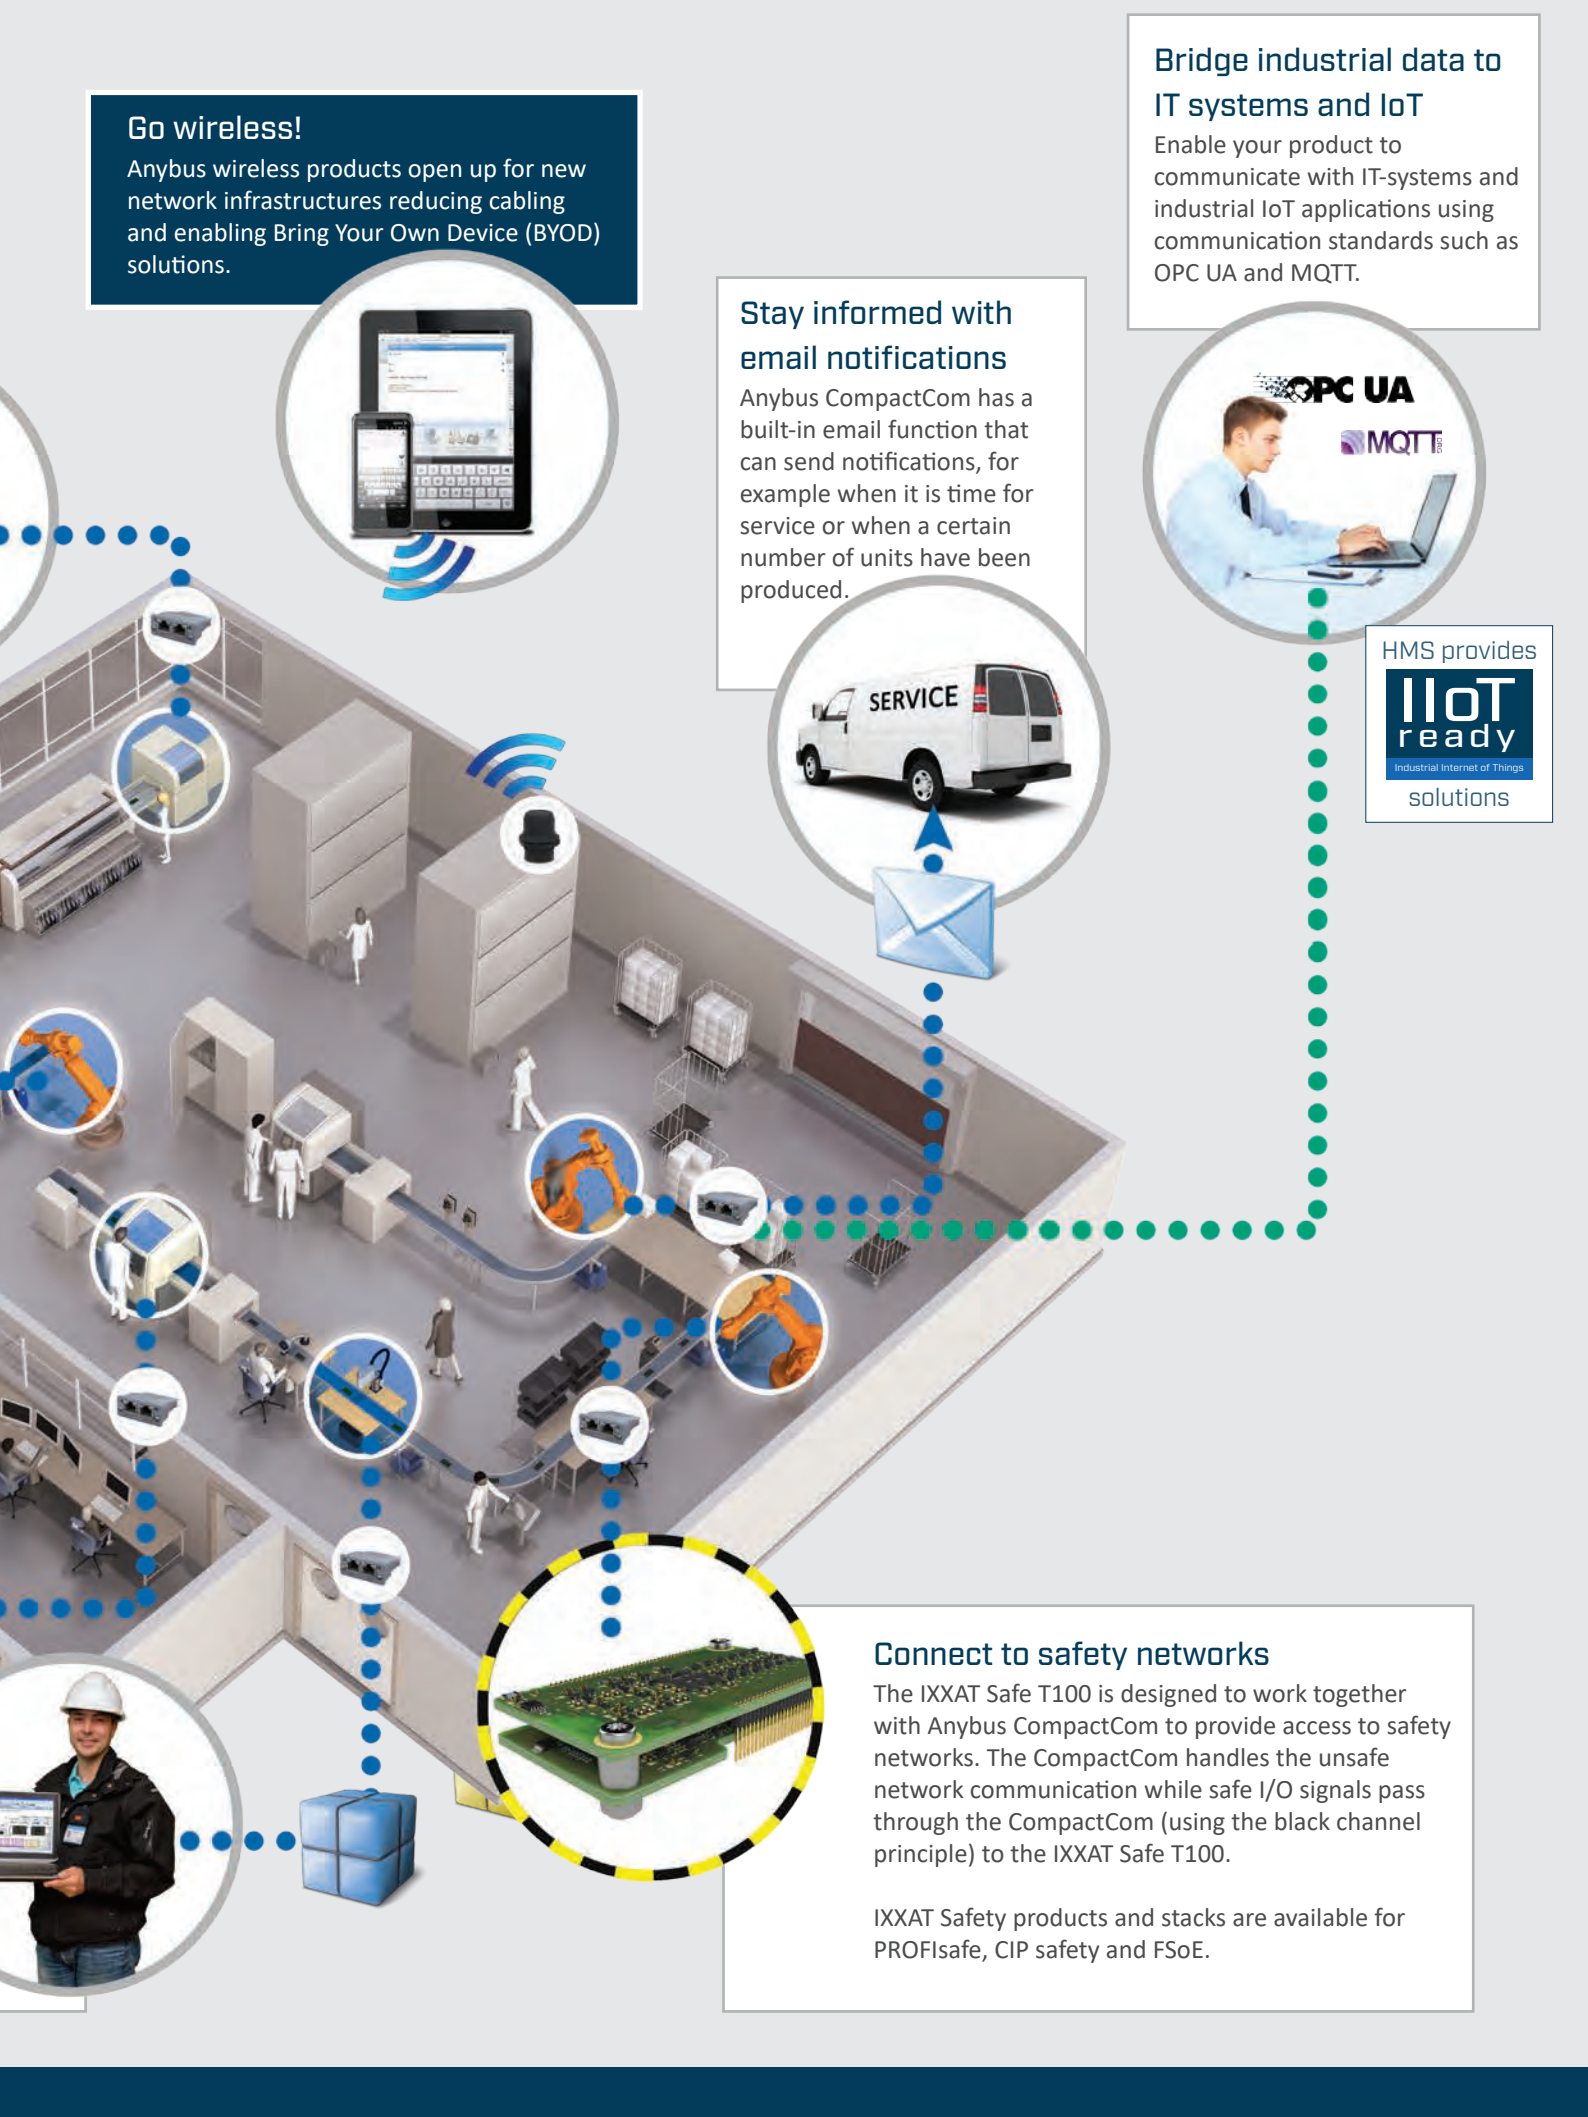 Go wireless!
Anybus wireless products open up for new
network infrastructures reducing cabling
and enabling Bring Your Own Device (BYOD)
solutions.
Bridge industrial data to
IT systems and IoT
Enable your product to
communicate with IT-systems and
industrial IoT applications using
communication standards such as
OPC UA and MQTT.
Stay informed with
email notifications
Anybus CompactCom has a
built-in email function that
can send notifications, for
example when it is time for
service or when a certain
number of units have been
produced.
OPC UA
MQTT
.ORG
SERVICE
HMS provides
IIoT
ready
Industrial Internet of Things
solutions
Connect to safety networks
The IXXAT Safe T100 is designed to work together
with Anybus CompactCom to provide access to safety
networks. The CompactCom handles the unsafe
network communication while safe I/O signals pass
through the CompactCom (using the black channel
principle) to the IXXAT Safe T100.
IXXAT Safety products and stacks are available for
PROFIsafe, CIP safety and FSoE.